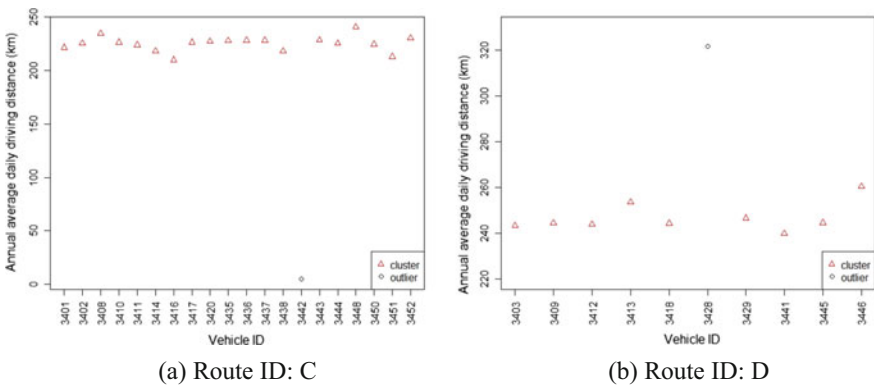 Annual average daily driving distance (km)
250
200
150
100
50
0
cluster
outlier
3401 3402 3408 3410 3411 3414 3416 3417 3420 3435 3436 3437 3438 3442 3443 3444 3448 3450 3451 3452
Vehicle ID
(a) Route ID: C
Annual average daily driving distance (km)
320
300
280
260
240
220
cluster
outlier
3403 3409 3412 3413 3418 3428 3429 3441 3445 3446
Vehicle ID
(b) Route ID: D